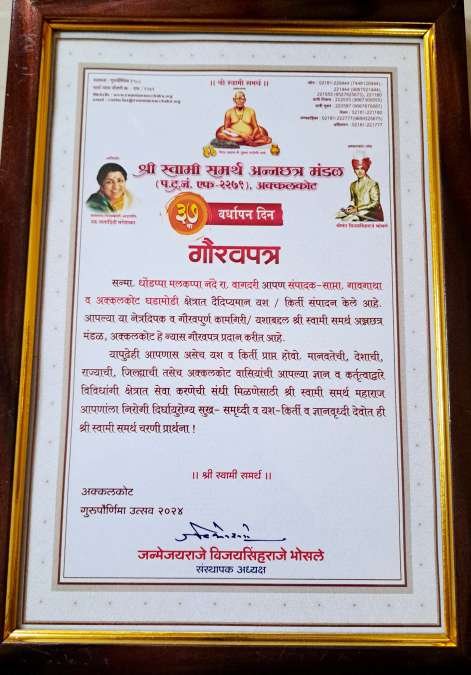 || श्री स्वामी समर्थ ||
श्री स्वामी समर्थ अन्नछत्र मंडळ
(प.ट्र.नं. एफ-२२७९), अक्कलकोट
३७ वा वर्धापन दिन
गौरवपत्र
सन्मा. धोंडप्पा मलकप्पा नंदे रा. वागदरी आपण संपादक-साप्ता. गावगाथा
व अक्कलकोट घडामोडी क्षेत्रात दैदिप्यमान यश / किर्ती संपादन केले आहे.
आपल्या या नेत्रदिपक व गौरवपुर्ण कामगिरी/ यशाबद्दल श्री स्वामी समर्थ अन्नछत्र
मंडळ, अक्कलकोट हे न्यास गौरवपत्र प्रदान करीत आहे.
यापुढेही आपणास असेच यश व किर्ती प्राप्त होवो. मानवतेची, देशाची,
राज्याची, जिल्ह्याची तसेच अक्कलकोट वासियांची आपल्या ज्ञान व कर्तृत्वाद्वारे
विविधांगी क्षेत्रात सेवा करणेची संधी मिळणेसाठी श्री स्वामी समर्थ महाराज
आपणांला निरोगी दिर्घायुरोग्य सुख- समृध्दी व यश-किर्ती व ज्ञानवृध्दी देवोत ही
श्री स्वामी समर्थ चरणी प्रार्थना !
|| श्री स्वामी समर्थ ||
अक्कलकोट
गुरुपौर्णिमा उत्सव २०२४
जन्मेजयराजे विजयसिंहराजे भोसले
संस्थापक अध्यक्ष